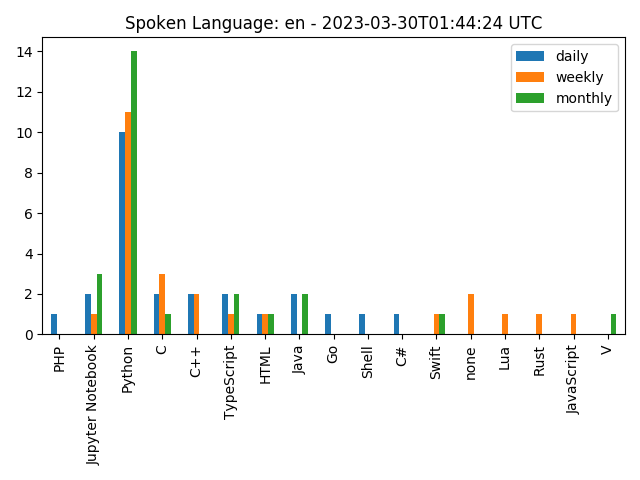 Spoken Language: en - 2023-03-30T01:44:24 UTC
daily
weekly
monthly
14
12
10
8
6
4
2
0
PHP
Jupyter Notebook
Python
C
C++
TypeScript
HTML
Java
Go
Shell
C#
Swift
none
Lua
Rust
JavaScript
V